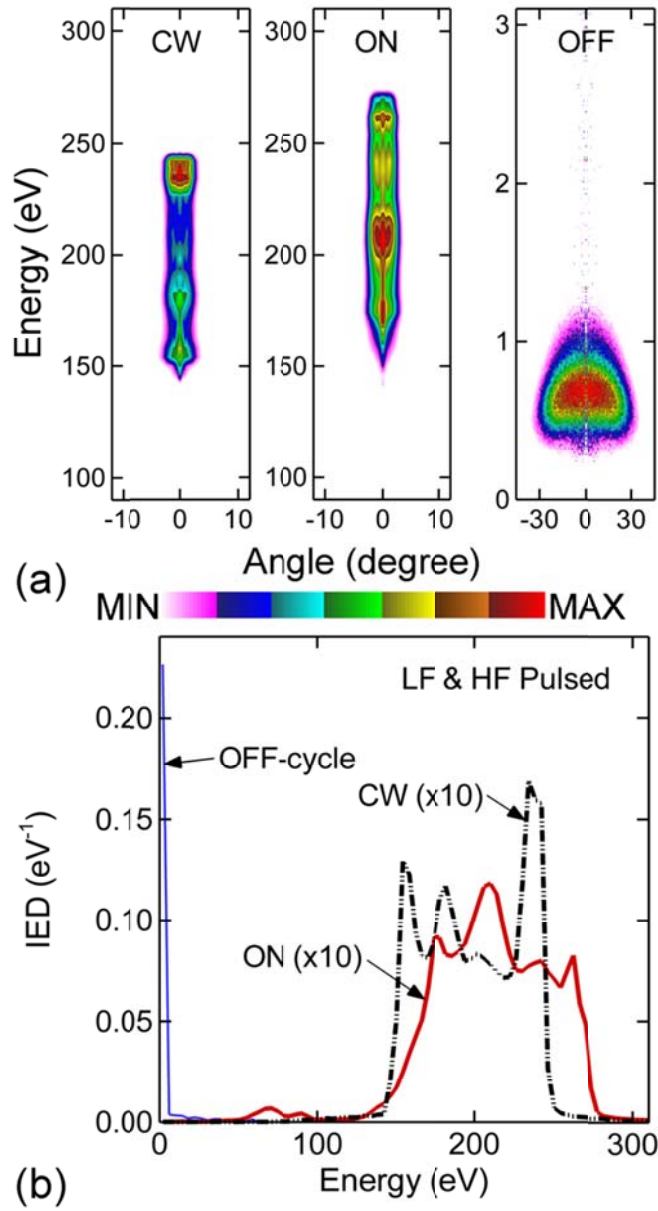 CW
ON
OFF
300
250
200
150
100
300
250
200
150
100
3
2
1
0
Energy (eV)
-10 0 10
-10 0 10
-30 0 30
Angle (degree)
(a)
MIN
MAX
LF & HF Pulsed
0.20
0.15
0.10
0.05
0.00
IED (eV-1)
OFF-cycle
CW (x10)
ON (x10)
0 100 200 300
Energy (eV)
(b)